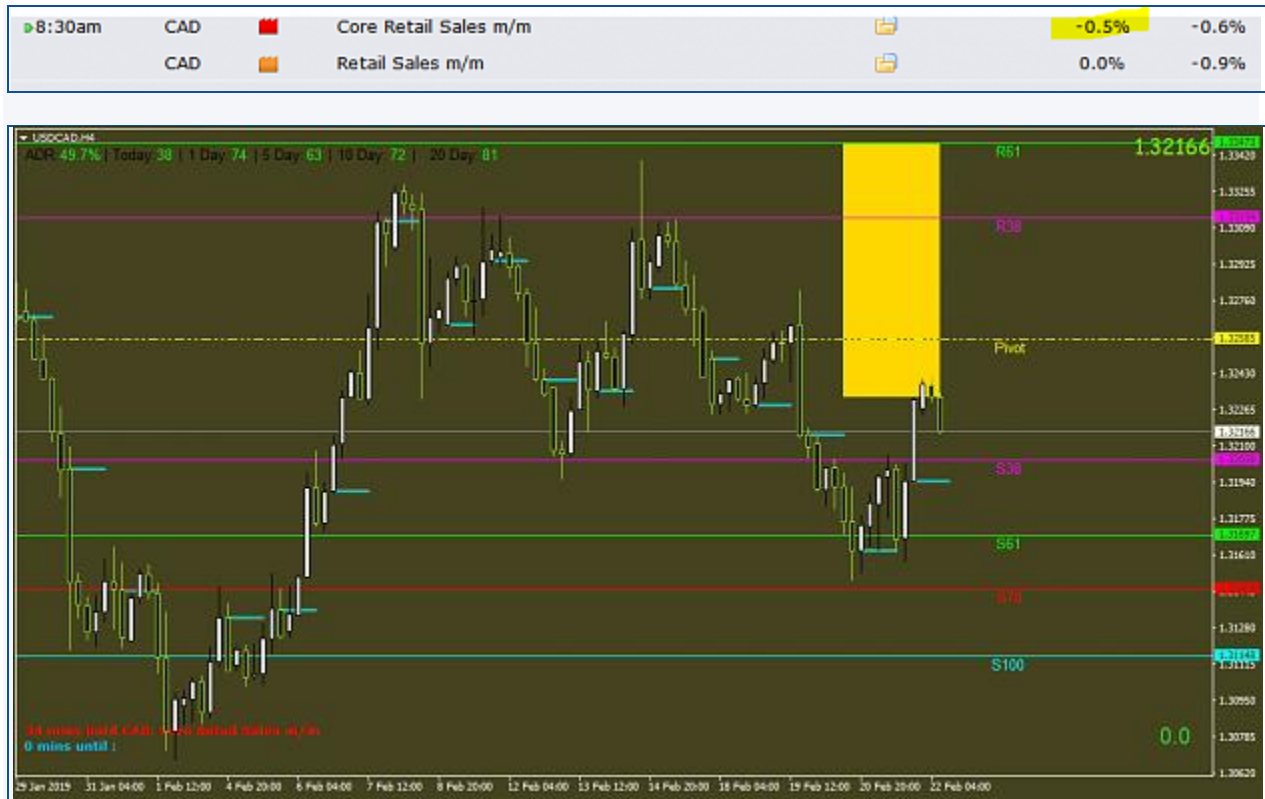 8:30am CAD Core Retail Sales m/m -0.5% -0.6%
CAD Retail Sales m/m 0.0% -0.9%
USDCAD,H4
ADR: 49.7% | Today: 38 | 1 Day: 74 | 5 Day: 63 | 10 Day: 72 | 20 Day: 81
1.32166
R61
1.33420
1.33255
R38
1.33090
1.32925
1.32760
1.32585
Pivot
1.32430
1.32265
1.32166
1.32100
S38
1.31940
1.31775
S61
1.31610
S78
1.31280
S100
1.31143
1.31115
1.30950
mins until CAD: Retail Sales m/m
0.0
1.30785
0 mins until :
1.30620
29 Jan 2019 31 Jan 04:00 1 Feb 12:00 4 Feb 20:00 6 Feb 04:00 7 Feb 12:00 8 Feb 20:00 12 Feb 04:00 13 Feb 12:00 14 Feb 20:00 18 Feb 04:00 19 Feb 12:00 20 Feb 20:00 22 Feb 04:00